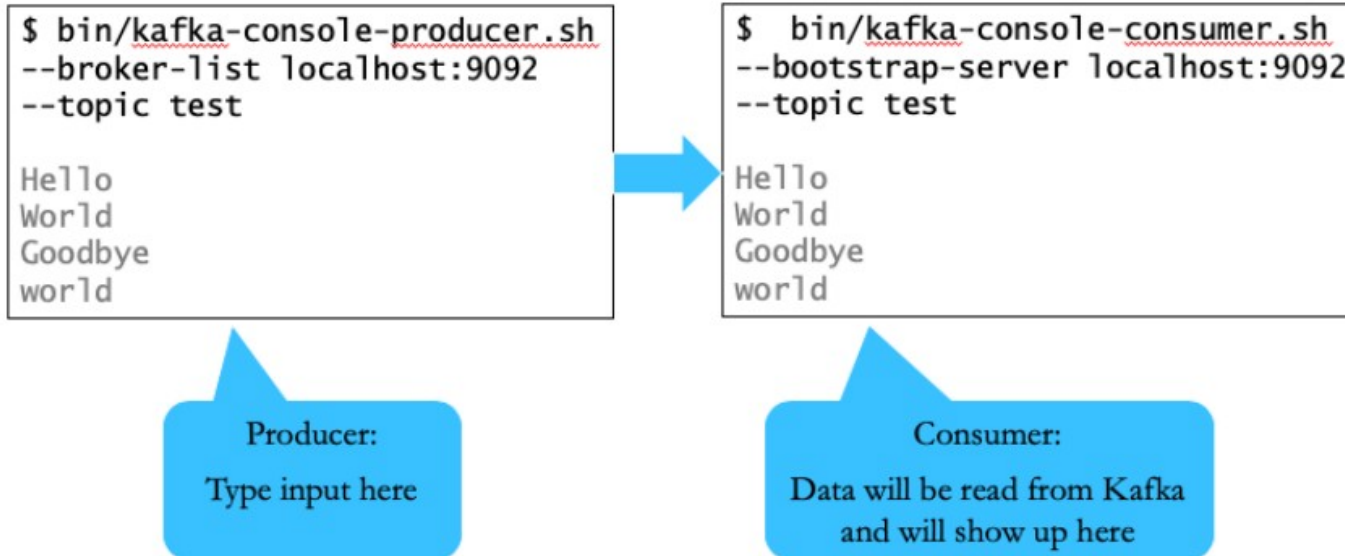 $ bin/kafka-console-producer.sh
--broker-list localhost:9092
--topic test
Hello
World
Goodbye
world
$ bin/kafka-console-consumer.sh
--bootstrap-server localhost:9092
--topic test
Hello
World
Goodbye
world
Producer:
Type input here
Consumer:
Data will be read from Kafka
and will show up here